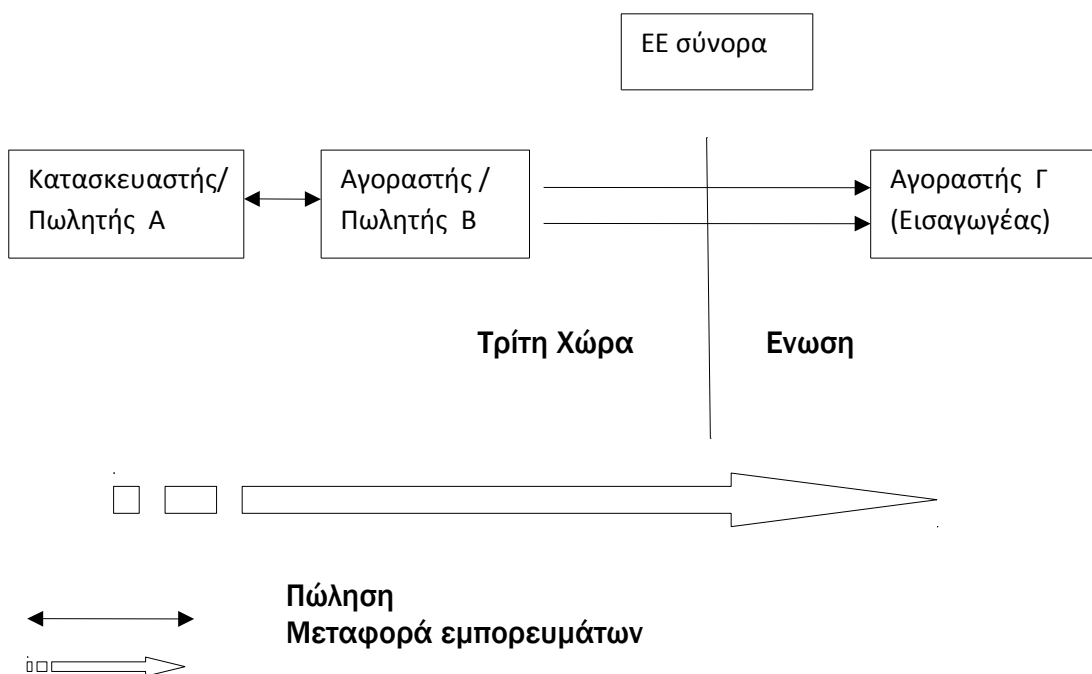 ΕΕ σύνορα
Κατασκευαστής/
Πωλητής Α
Αγοραστής /
Πωλητής Β
Αγοραστής Γ
(Εισαγωγέας)
Τρίτη Χώρα
Ενωση
Πώληση
Μεταφορά εμπορευμάτων